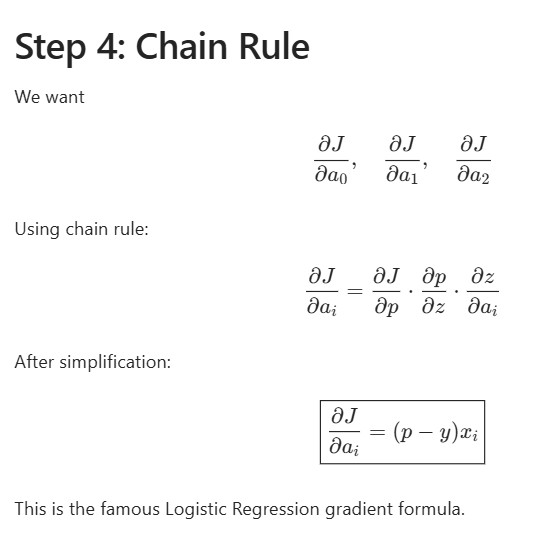 Step 4: Chain Rule
We want
∂J/∂a₀, ∂J/∂a₁, ∂J/∂a₂
Using chain rule:
∂J/∂aᵢ = ∂J/∂p · ∂p/∂z · ∂z/∂aᵢ
After simplification:
∂J/∂aᵢ = (p − y)xᵢ
This is the famous Logistic Regression gradient formula.